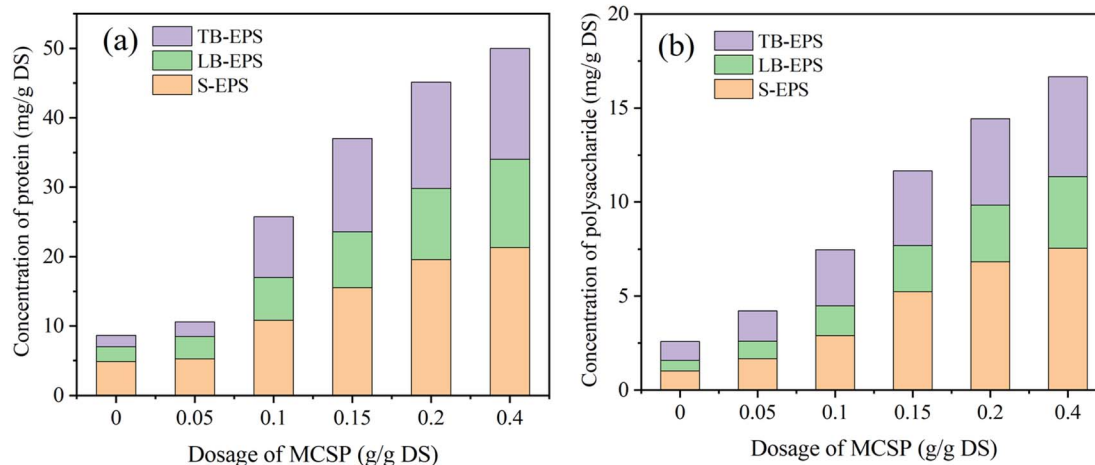 (a)
TB-EPS
LB-EPS
S-EPS
Concentration of protein (mg/g DS)
50
40
30
20
10
0
0 0.05 0.1 0.15 0.2 0.4
Dosage of MCSP (g/g DS)
(b)
TB-EPS
LB-EPS
S-EPS
Concentration of polysaccharide (mg/g DS)
20
15
10
5
0
0 0.05 0.1 0.15 0.2 0.4
Dosage of MCSP (g/g DS)